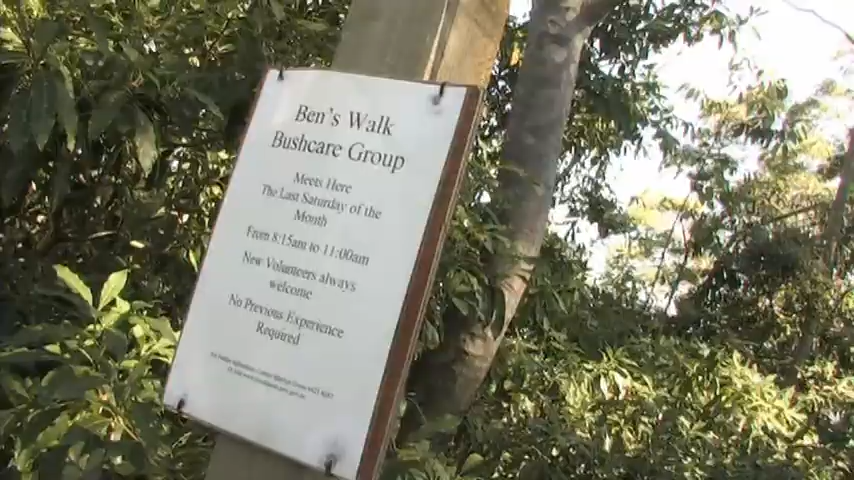 Ben's Walk
Bushcare Group
Meets Here
The Last Saturday of the
Month
From 8:15am to 11:00am
New Volunteers always
welcome
No Previous Experience
Required